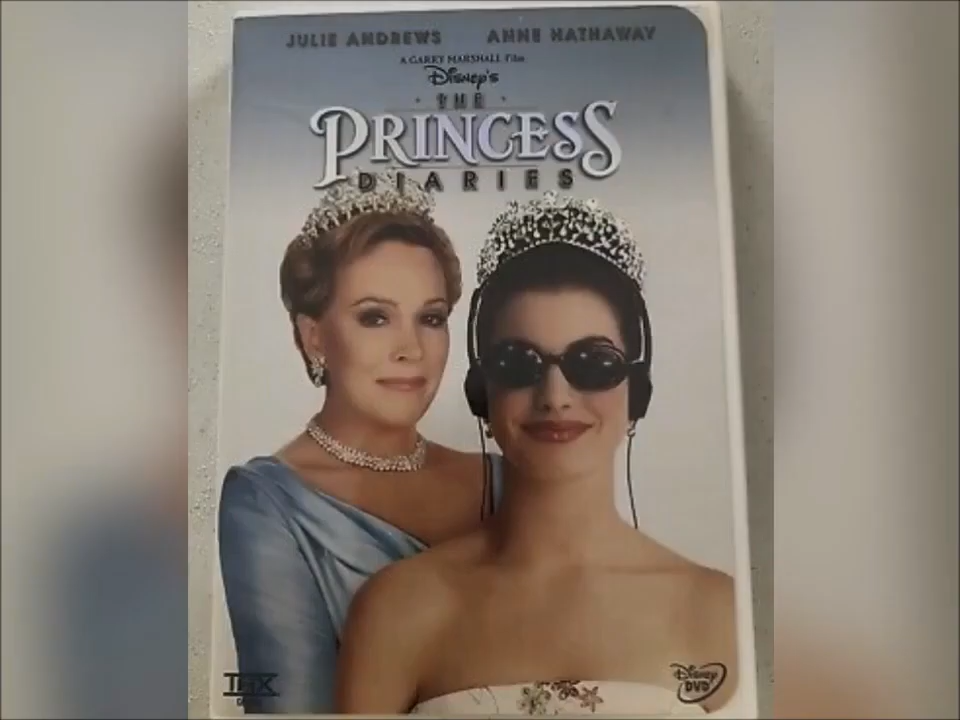 JULIE ANDREWS ANNE HATHAWAY
A GARRY MARSHALL Film
Disney's
THE
PRINCESS
DIARIES
THX
Disney
DVD